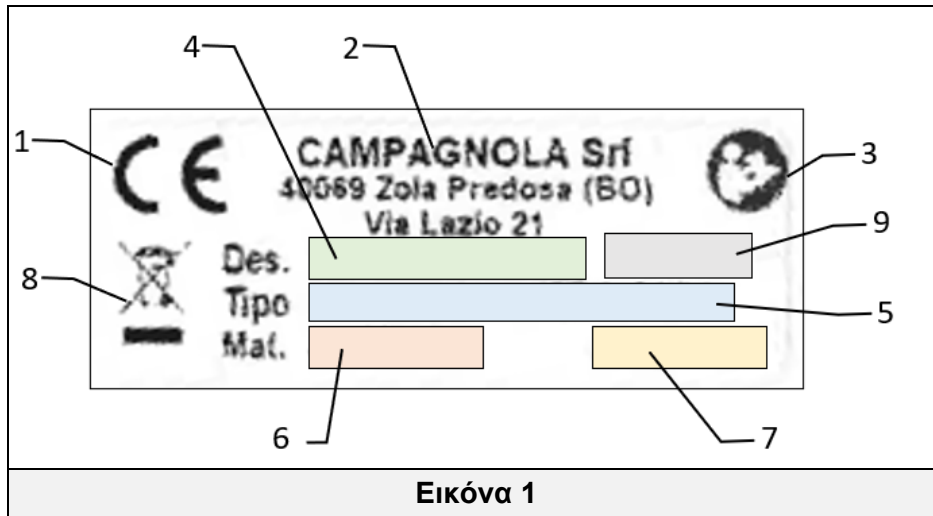 4 2
1 CE CAMPAGNOLA Srl 3
40069 Zola Predosa (BO)
Via Lazio 21 9
8 Des.
Tipo 5
Mat.
6 7
Εικόνα 1